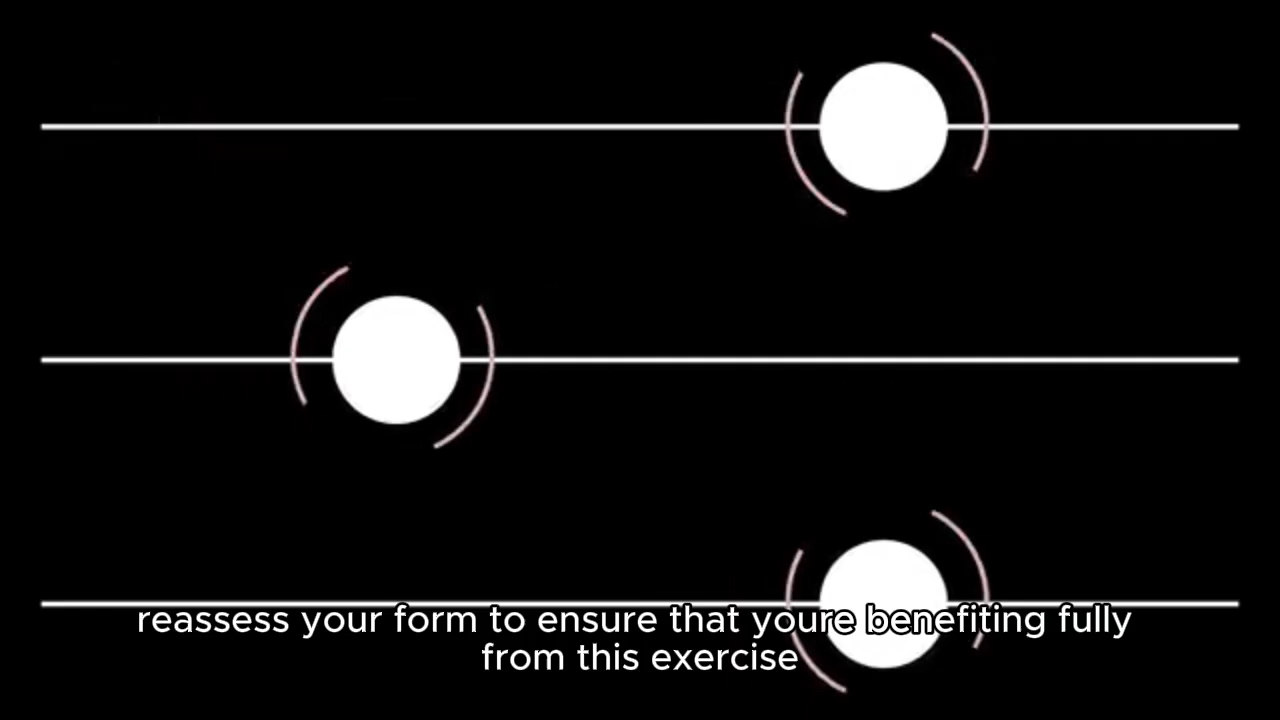 reassess your form to ensure that youre benefiting fully
from this exercise